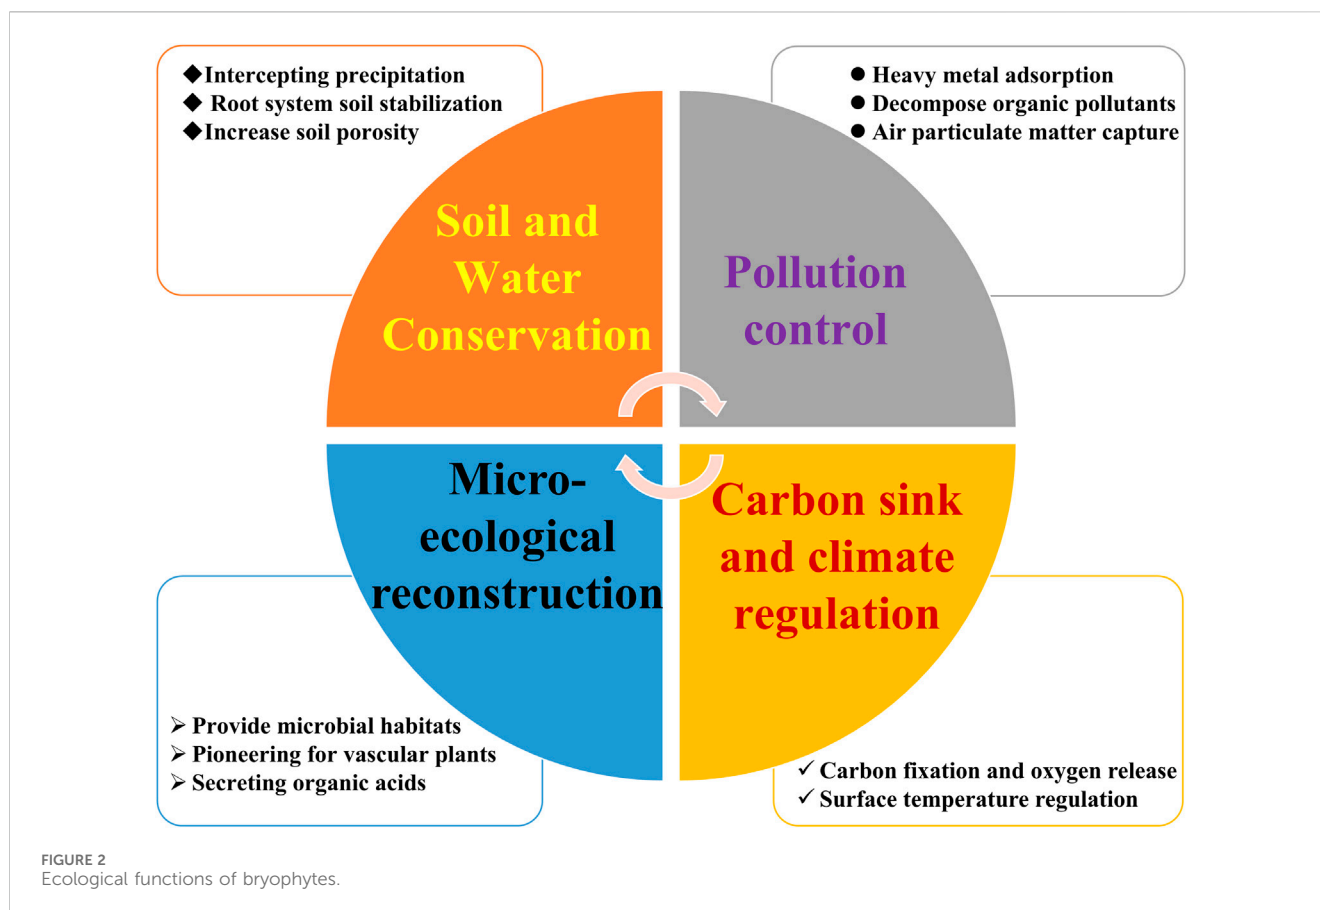 ◆Intercepting precipitation
◆ Root system soil stabilization
◆Increase soil porosity
● Heavy metal adsorption
● Decompose organic pollutants
● Air particulate matter capture
Soil and
Water
Conservation
Pollution
control
Micro-
ecological
reconstruction
Carbon sink
and climate
regulation
➢ Provide microbial habitats
➢ Pioneering for vascular plants
➢ Secreting organic acids
✓ Carbon fixation and oxygen release
✓ Surface temperature regulation
FIGURE 2
Ecological functions of bryophytes.